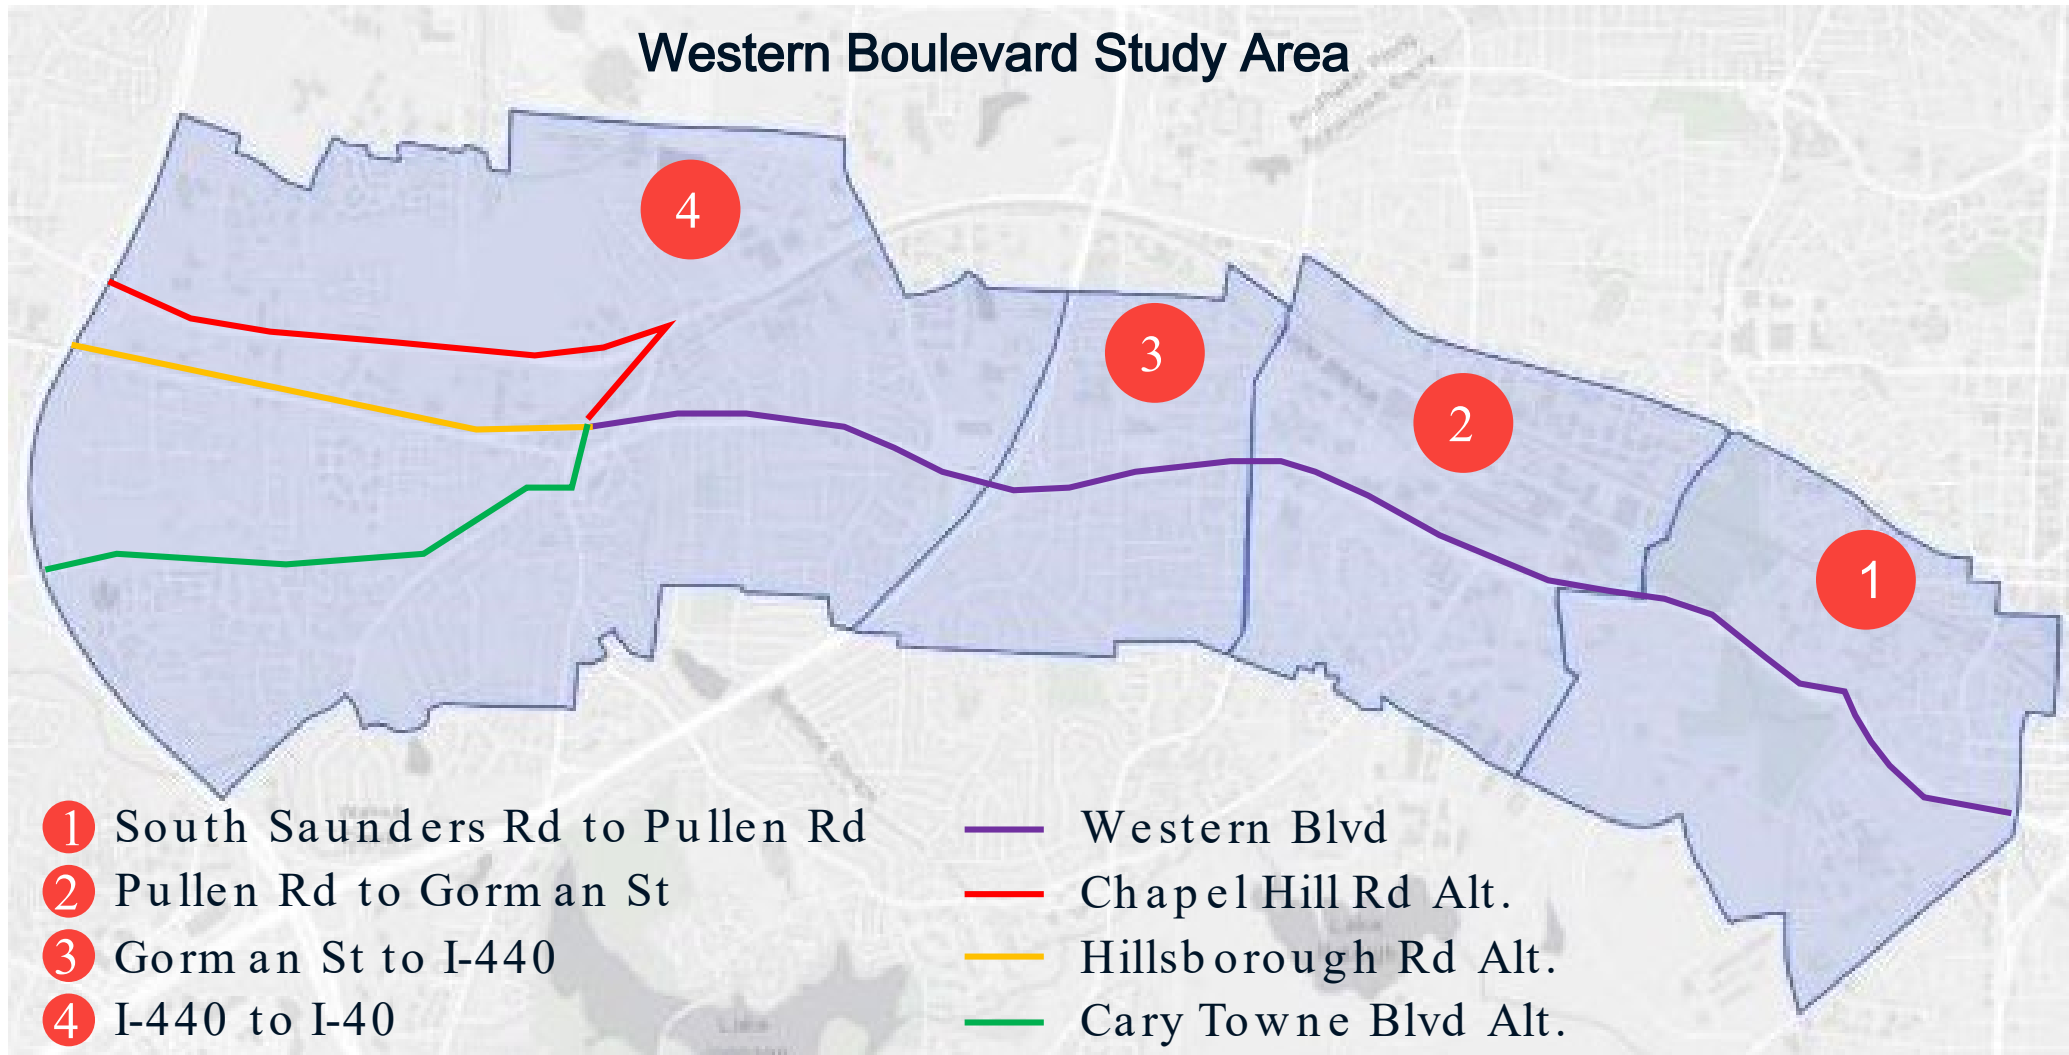 Western Boulevard Study Area
4
3
2
1
1 South Saunders Rd to Pullen Rd
2 Pullen Rd to Gorman St
3 Gorman St to I-440
4 I-440 to I-40
Western Blvd
Chapel Hill Rd Alt.
Hillsborough Rd Alt.
Cary Towne Blvd Alt.
Lake
Lake